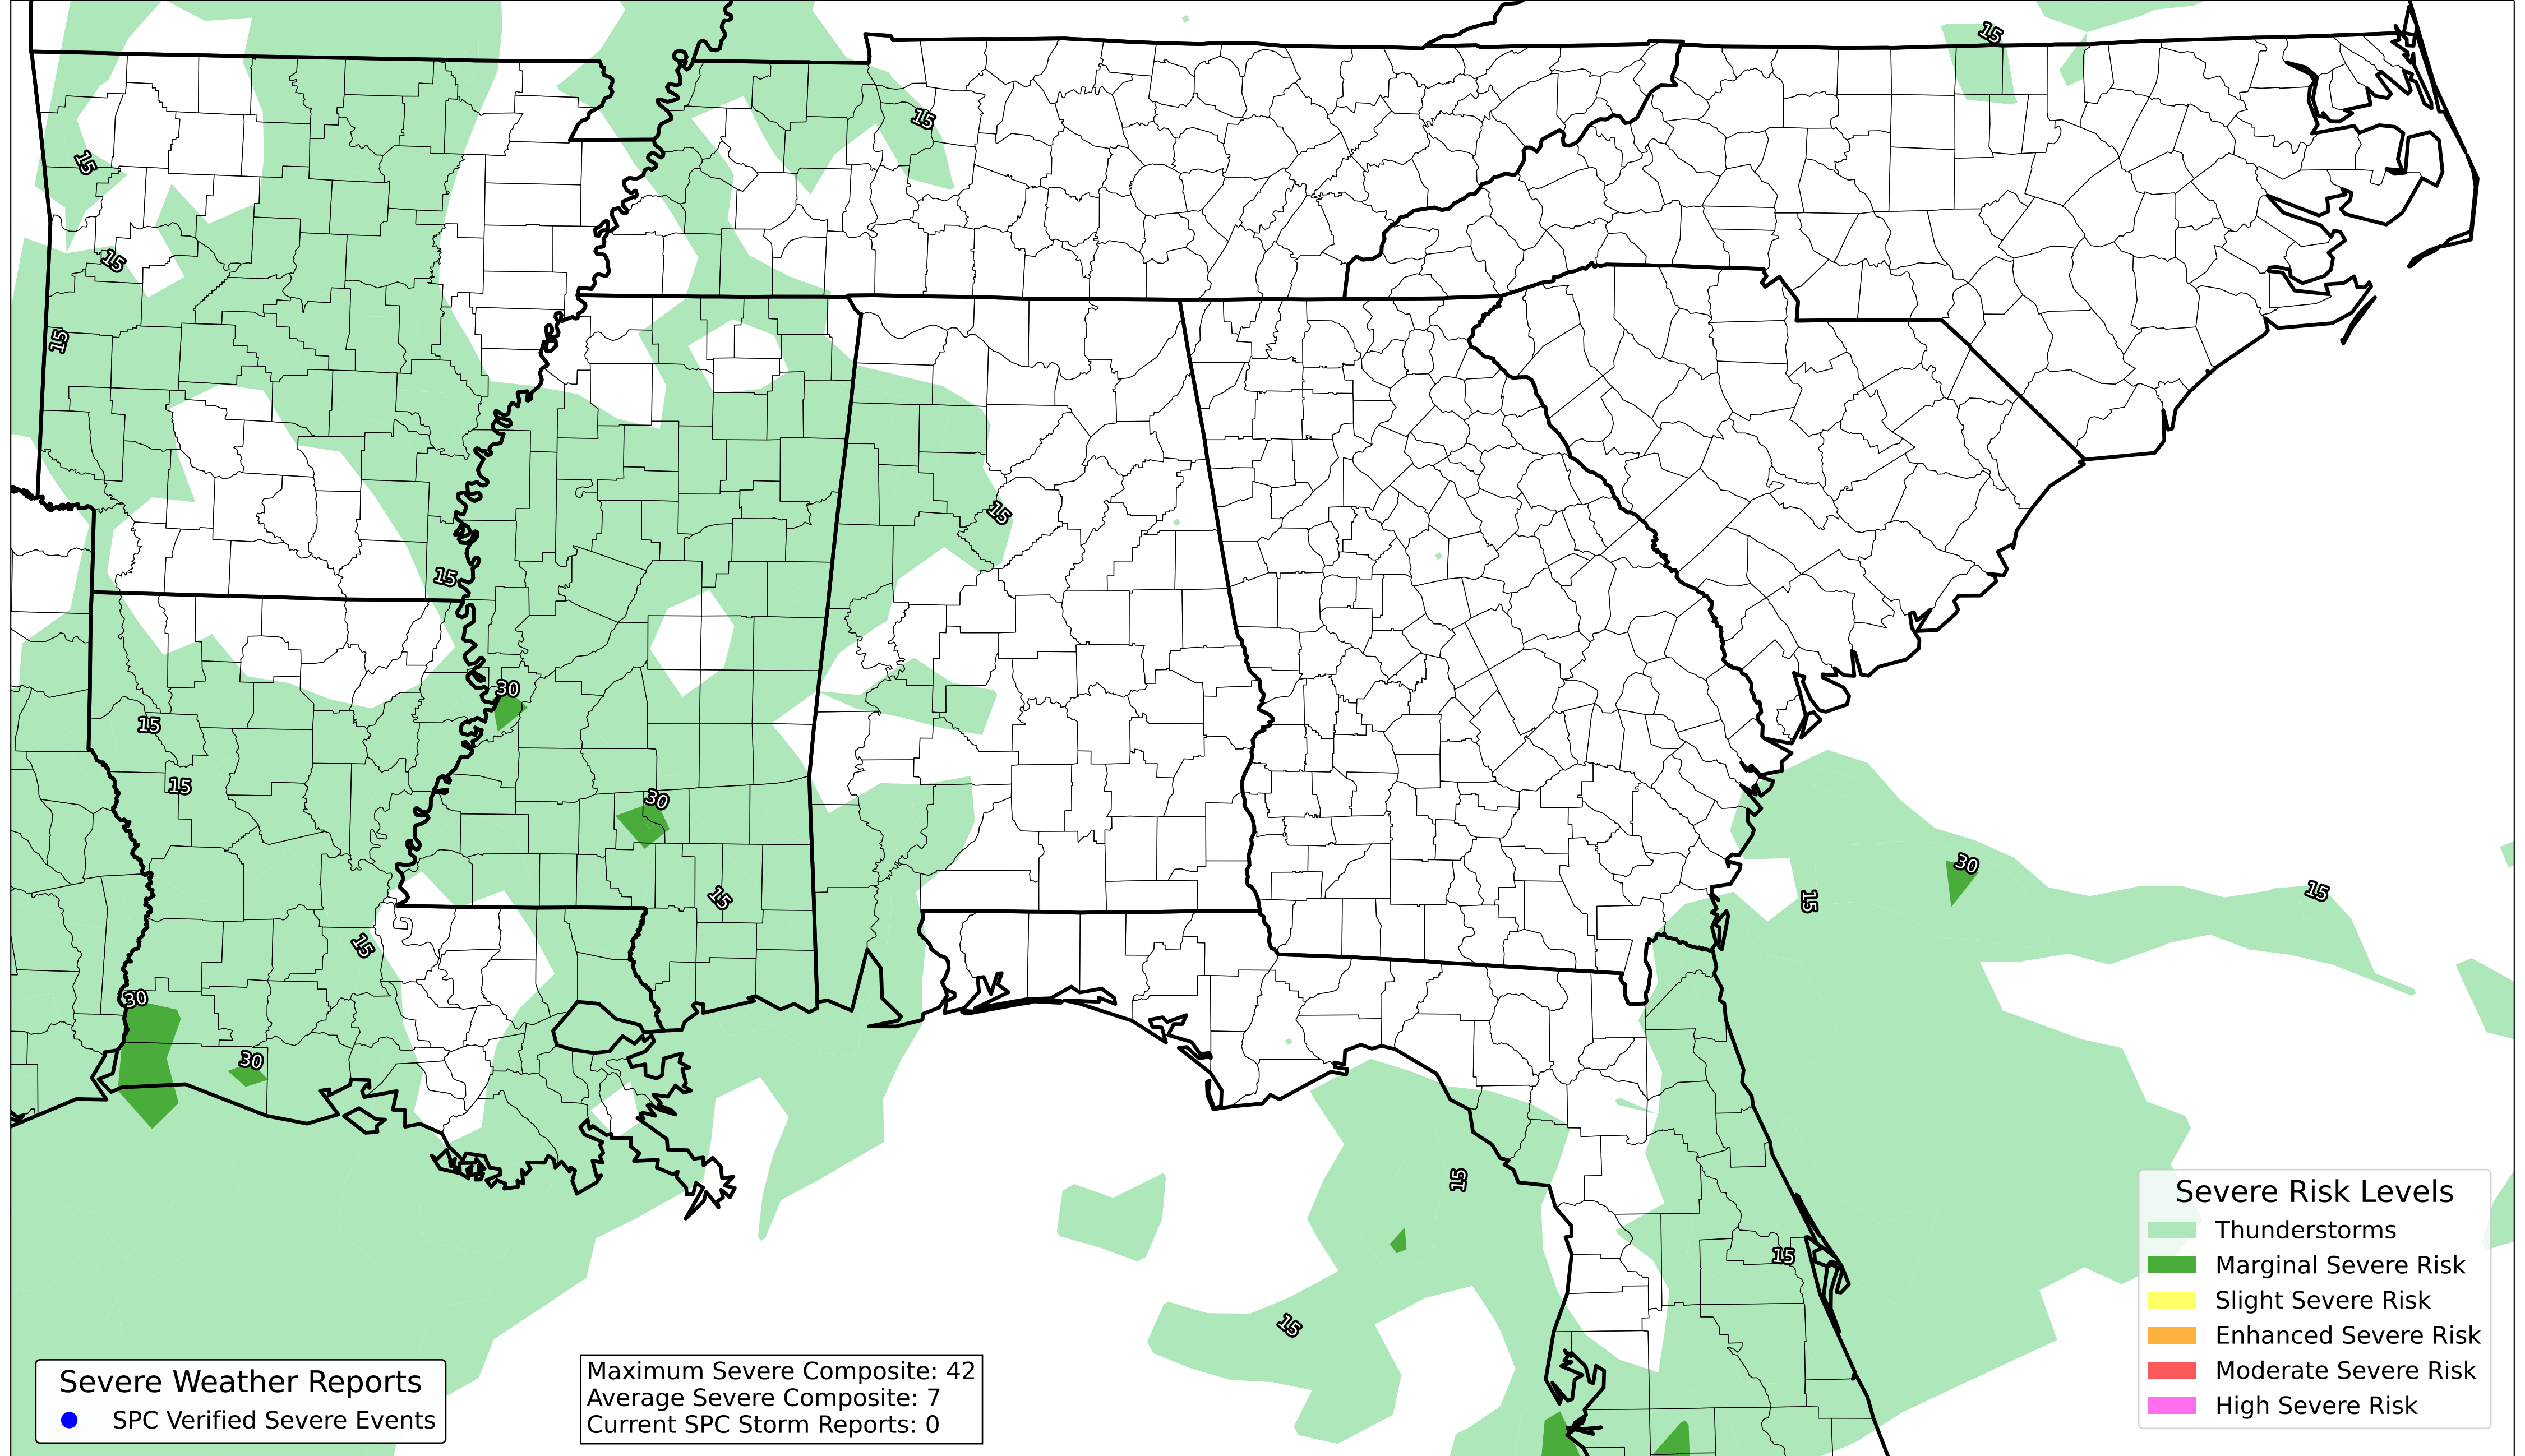 15
15
15
15
15
15
15
30
15
15
30
15
30
15
15
15
30
30
15
15
15
Severe Risk Levels
Thunderstorms
Marginal Severe Risk
Slight Severe Risk
Enhanced Severe Risk
Moderate Severe Risk
High Severe Risk
Severe Weather Reports
SPC Verified Severe Events
Maximum Severe Composite: 42
Average Severe Composite: 7
Current SPC Storm Reports: 0